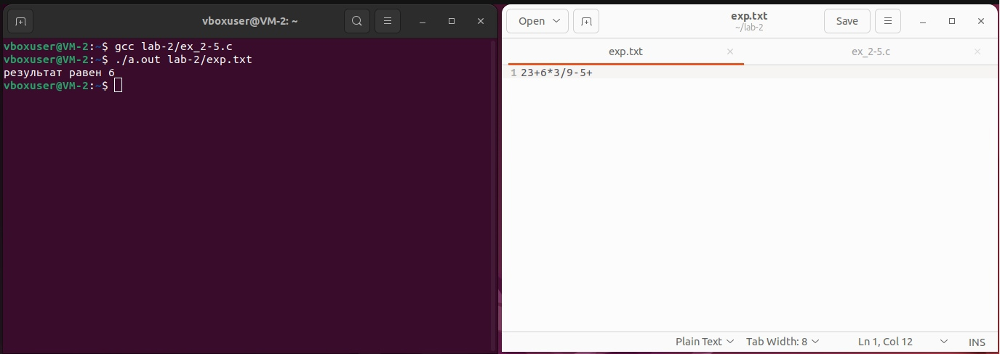 vboxuser@VM-2: ~
vboxuser@VM-2:~$ gcc lab-2/ex_2-5.c
vboxuser@VM-2:~$ ./a.out lab-2/exp.txt
результат равен 6
vboxuser@VM-2:~$
Open
exp.txt
~/lab-2
Save
exp.txt
ex_2-5.c
1 23+6*3/9-5+
Plain Text
Tab Width: 8
Ln 1, Col 12
INS